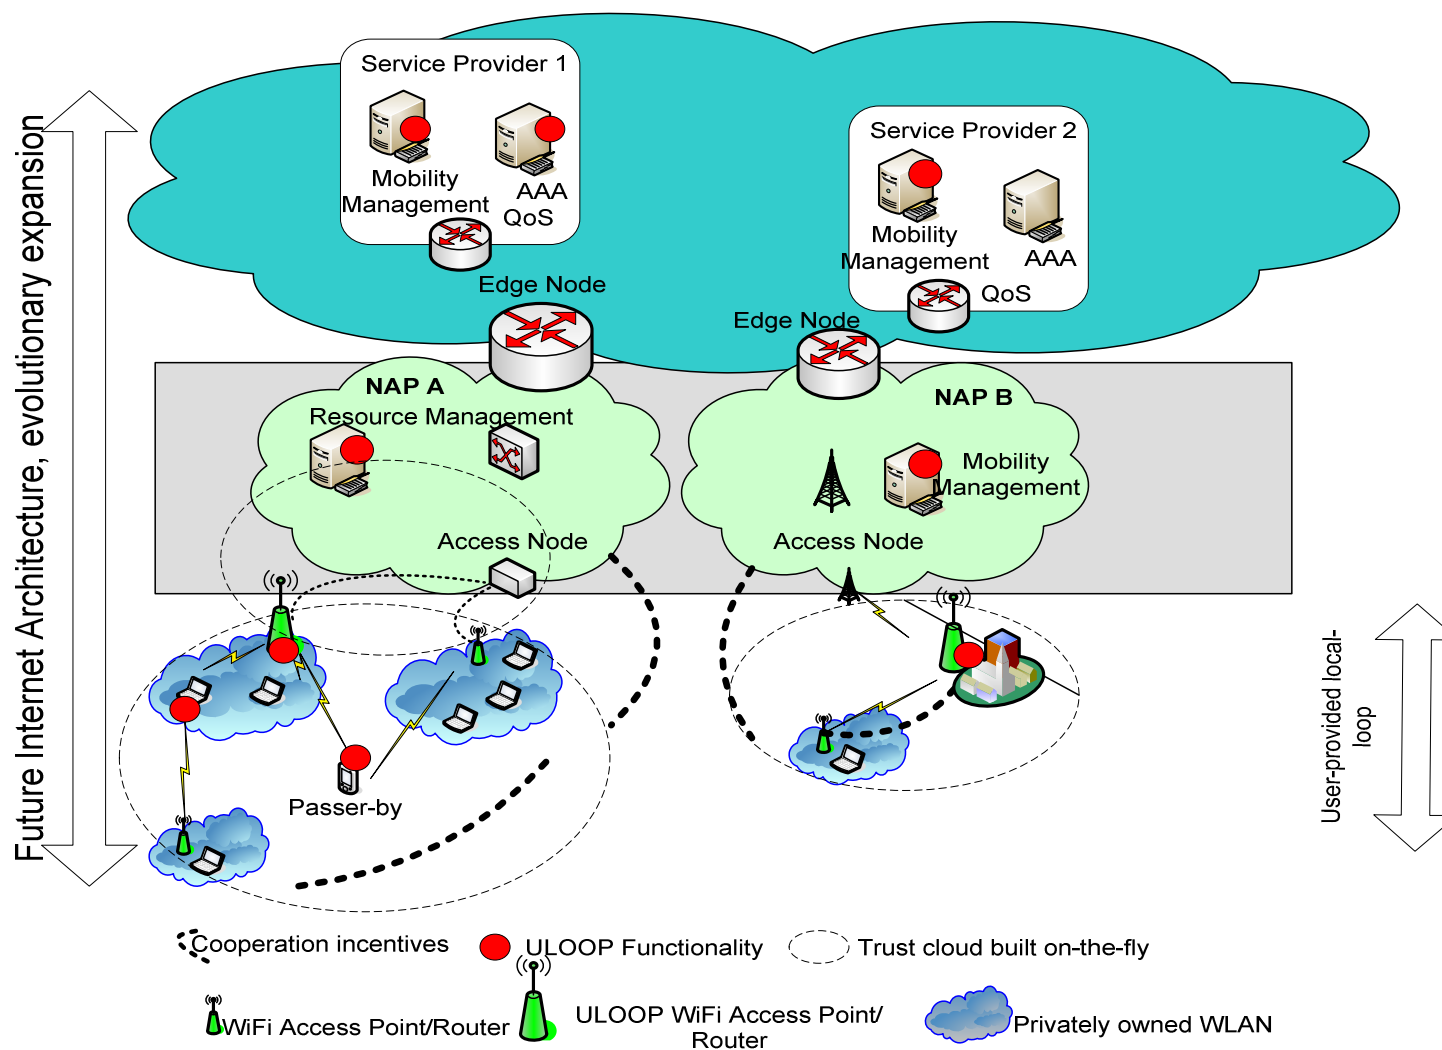 Future Internet Architecture, evolutionary expansion
Service Provider 1
Mobility
Management
AAA
QoS
Service Provider 2
Mobility
Management
AAA
QoS
Edge Node
Edge Node
NAP A
Resource Management
NAP B
Mobility
Management
Access Node
Access Node
Passer-by
User-provided local-
loop
Cooperation incentives
ULOOP Functionality
Trust cloud built on-the-fly
WiFi Access Point/Router
ULOOP WiFi Access Point/
Router
Privately owned WLAN